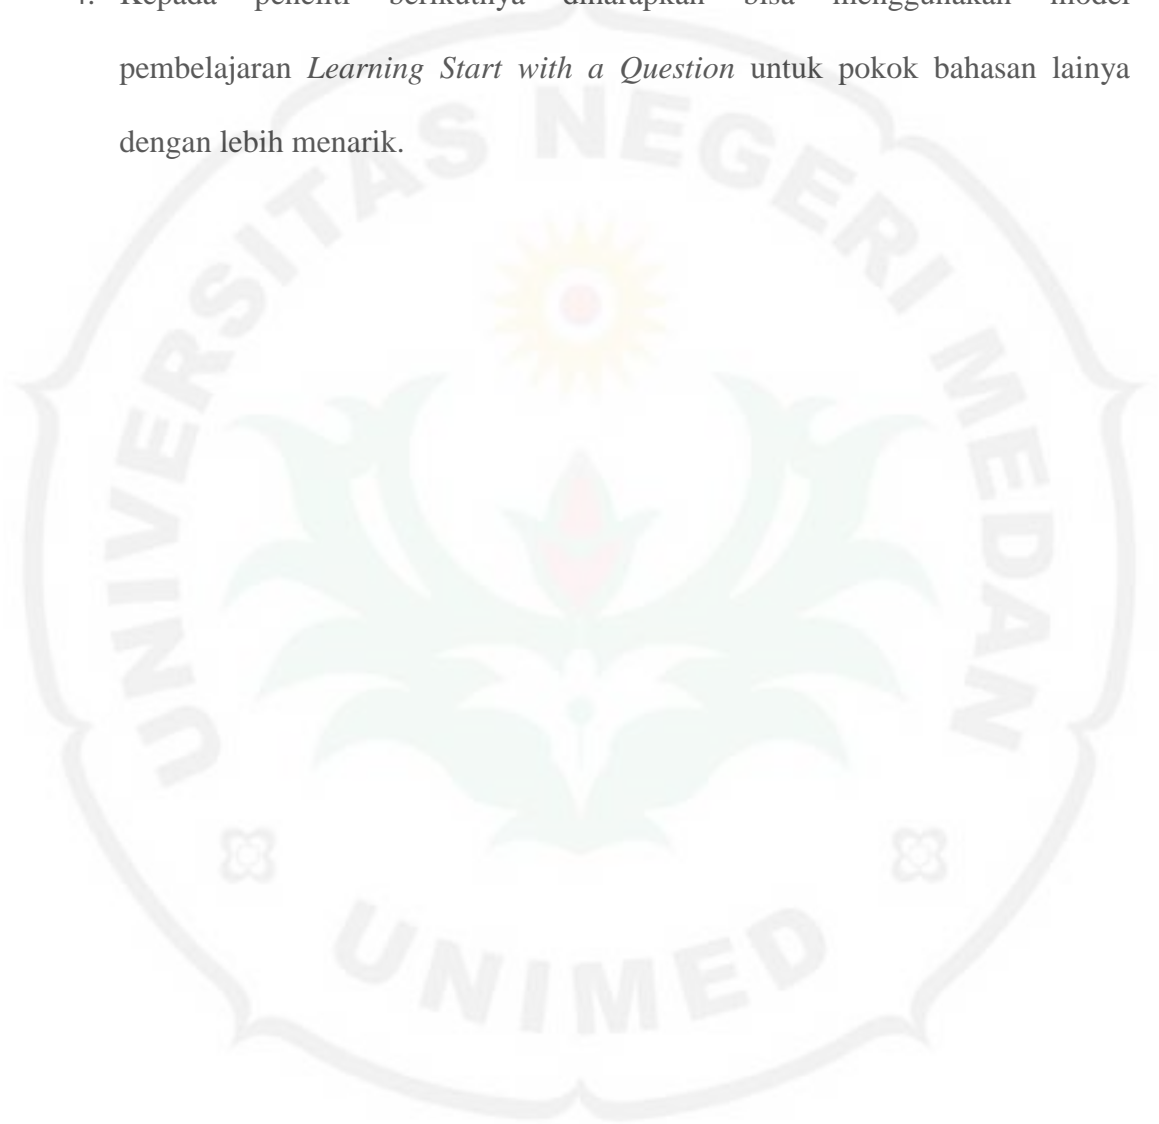 4. Kepada peneliti berikutnya diharapkan bisa menggunakan model
pembelajaran Learning Start with a Question untuk pokok bahasan lainya
dengan lebih menarik.
UNIVERSITAS NEGERI MEDAN
UNIMED